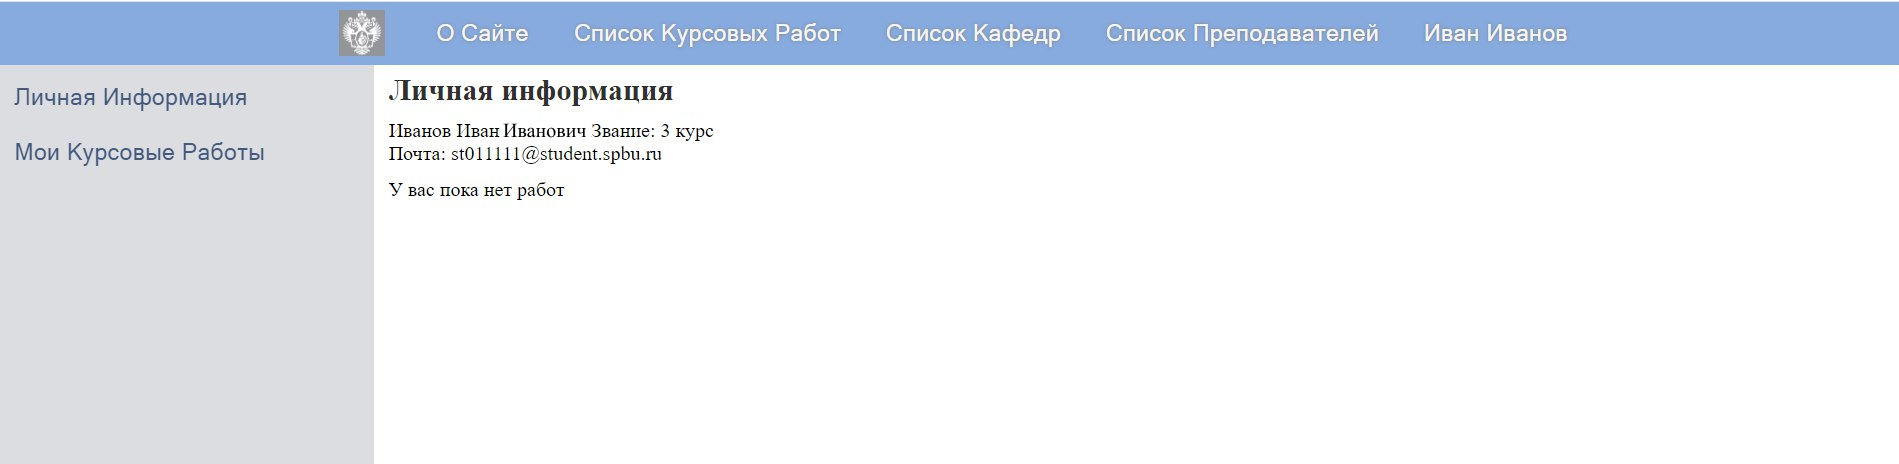 О Сайте Список Курсовых Работ Список Кафедр Список Преподавателей Иван Иванов
Личная Информация
Мои Курсовые Работы
Личная информация
Иванов Иван Иванович Звание: 3 курс
Почта: st011111@student.spbu.ru
У вас пока нет работ